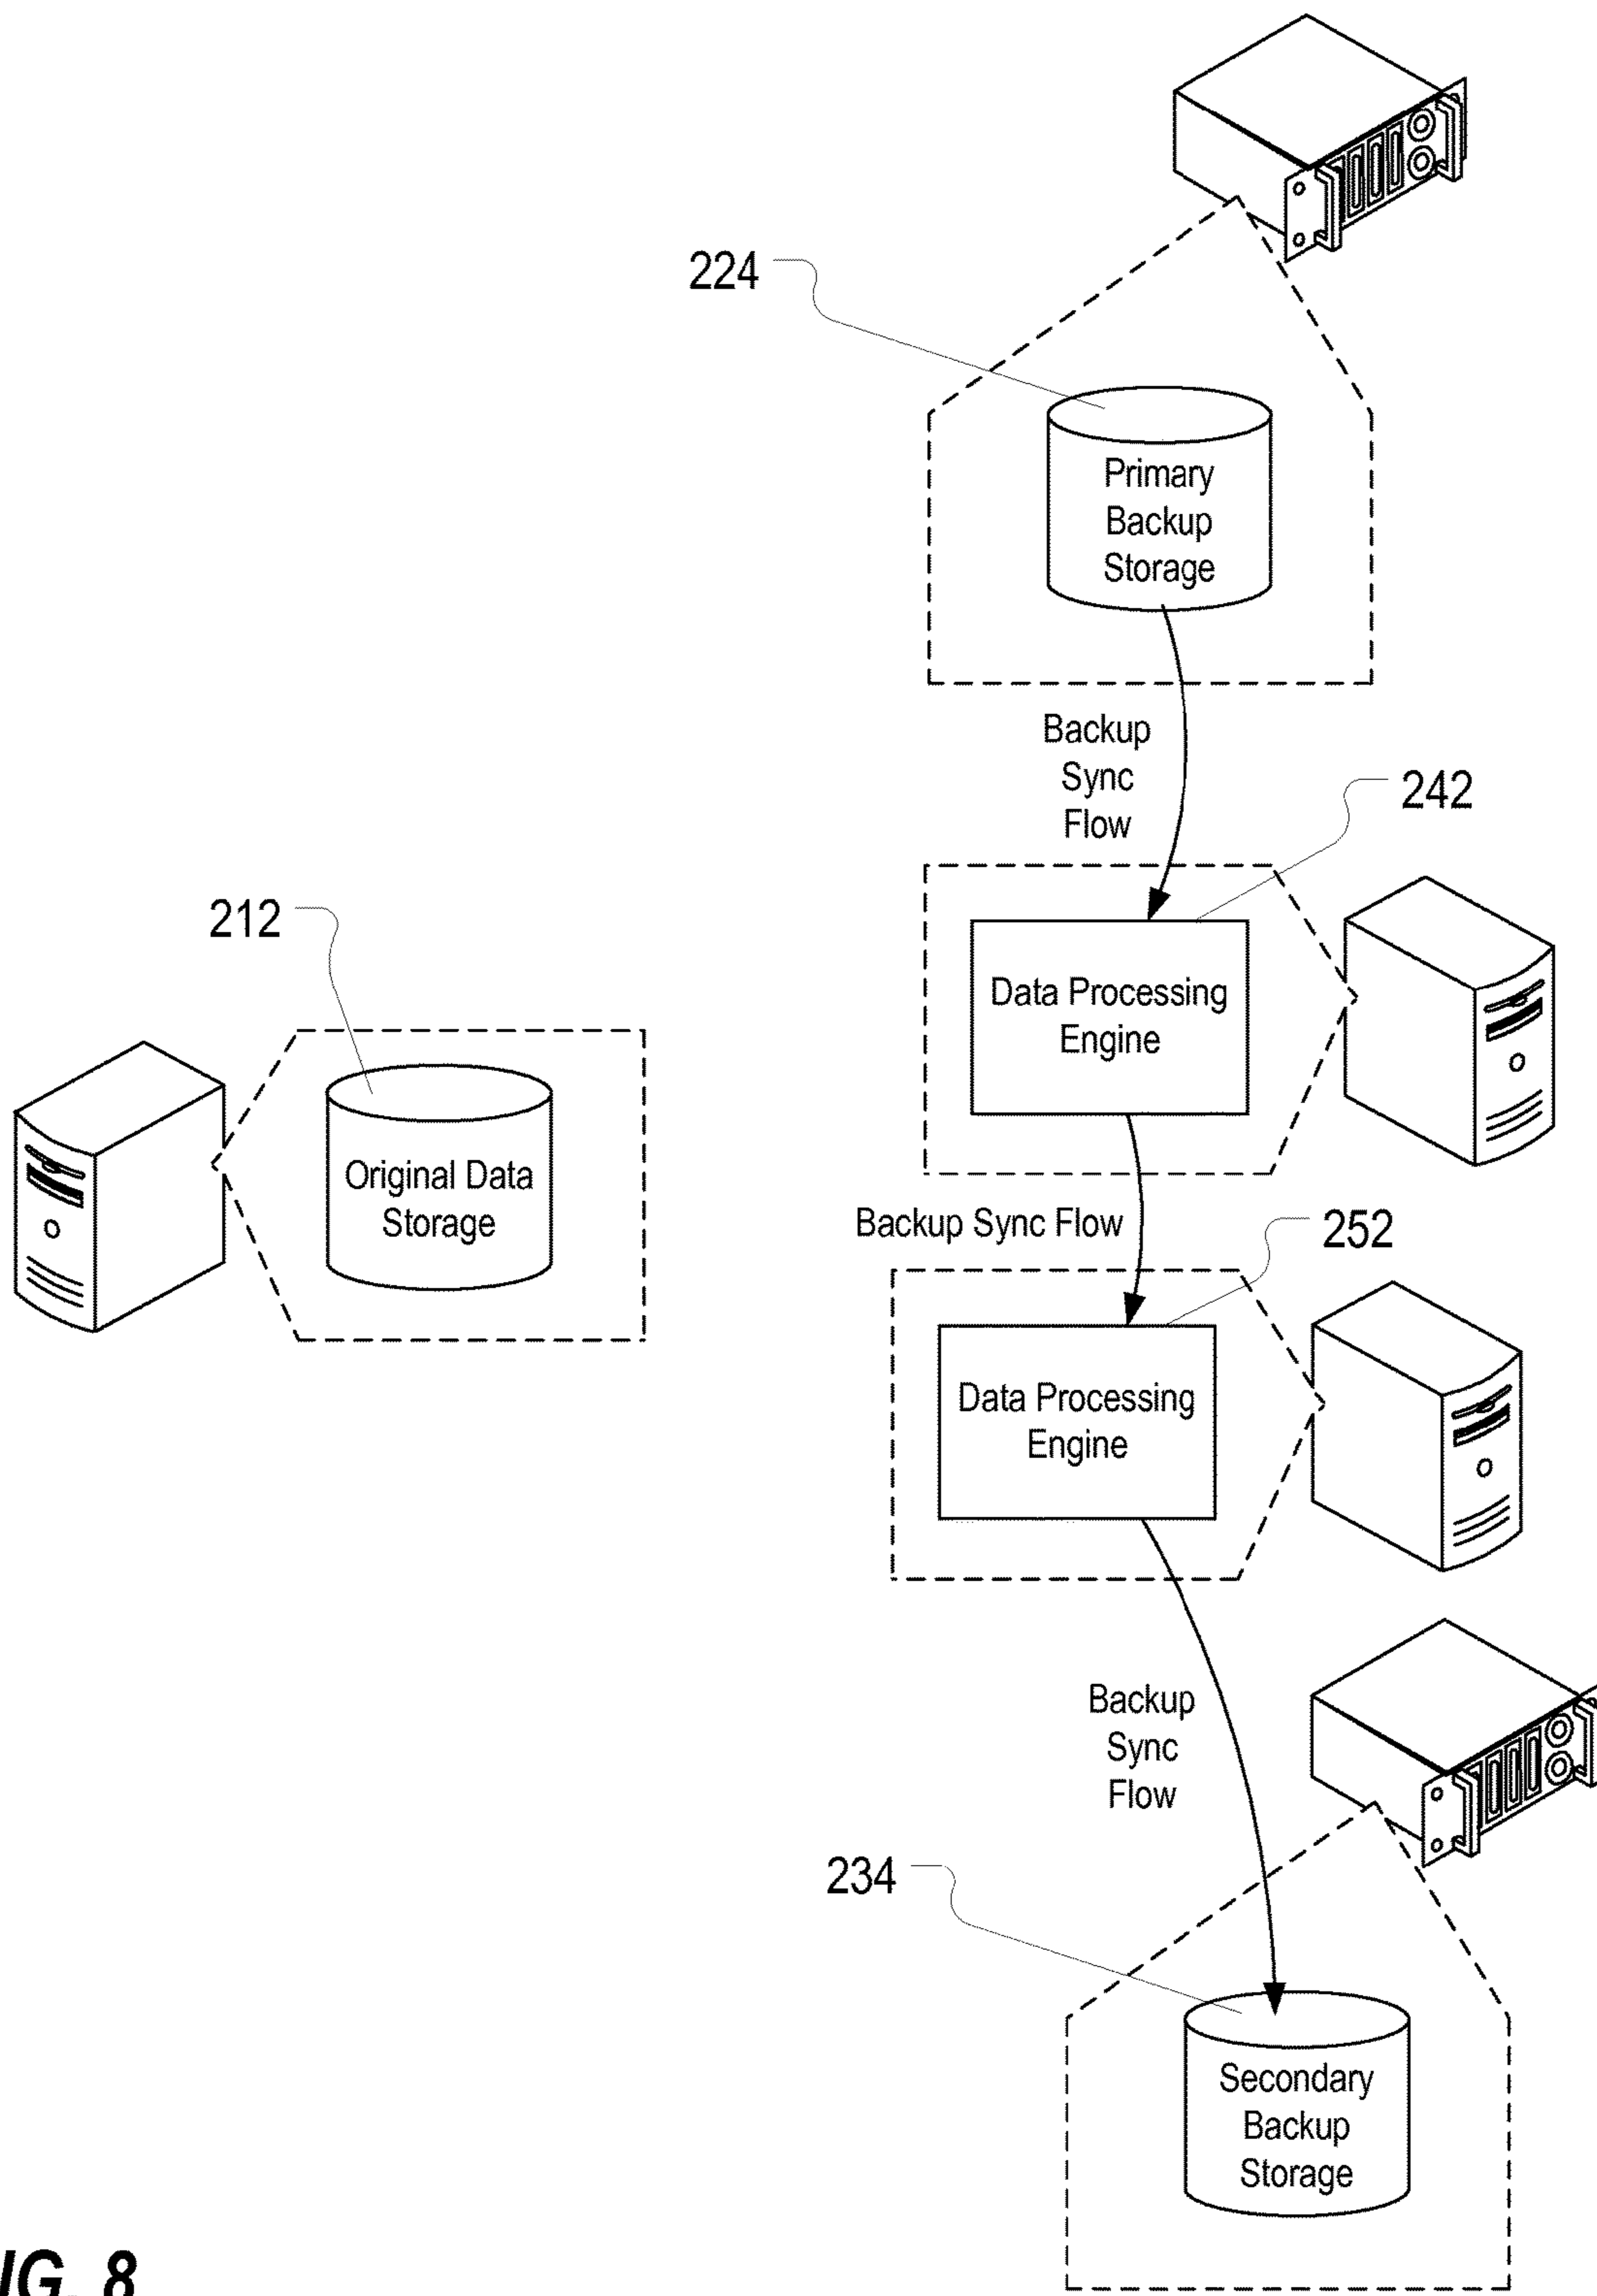 224
Primary
Backup
Storage
Backup
Sync
Flow
242
Data Processing
Engine
212
Original Data
Storage
Backup Sync Flow
252
Data Processing
Engine
Backup
Sync
Flow
234
Secondary
Backup
Storage
IG. 8